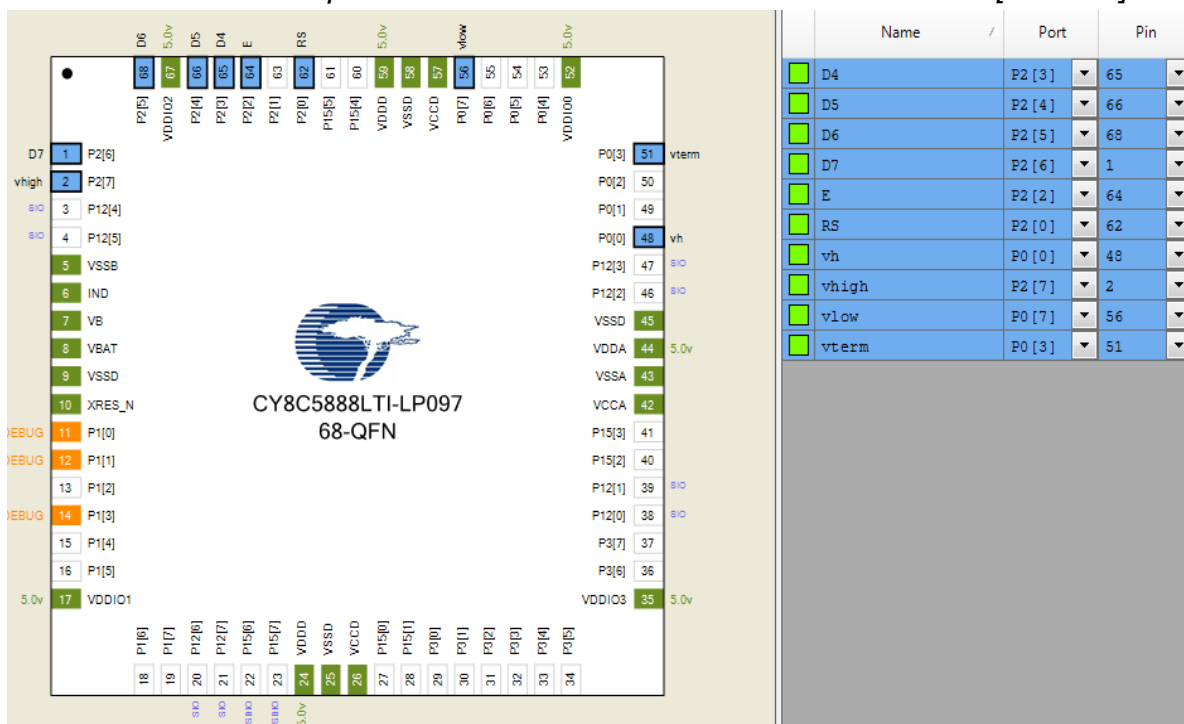 D6 5.0v D5 D4 E RS 5.0v vlow 5.0v
68 67 66 65 64 63 62 61 60 59 58 57 56 55 54 53 52
P2[5] VDDIO2 P2[4] P2[3] P2[2] P2[1] P2[0] P15[5] P15[4] VDDD VSSD VCCD P0[7] P0[6] P0[5] P0[4] VDDIO0
D7 1 P2[6]
vhigh 2 P2[7]
SIO 3 P12[4]
SIO 4 P12[5]
5 VSSB
6 IND
7 VB
8 VBAT
9 VSSD
10 XRES_N
DEBUG 11 P1[0]
DEBUG 12 P1[1]
13 P1[2]
DEBUG 14 P1[3]
15 P1[4]
16 P1[5]
5.0v 17 VDDIO1
CY8C5888LTI-LP097
68-QFN
P0[3] 51 vterm
P0[2] 50
P0[1] 49
P0[0] 48 vh
P12[3] 47 SIO
P12[2] 46 SIO
VSSD 45
VDDA 44 5.0v
VSSA 43
VCCA 42
P15[3] 41
P15[2] 40
P12[1] 39 SIO
P12[0] 38 SIO
P3[7] 37
P3[6] 36
VDDIO3 35 5.0v
P1[6] P1[7] P12[6] P12[7] P15[6] P15[7] VDDD VSSD VCCD P15[0] P15[1] P3[0] P3[1] P3[2] P3[3] P3[4] P3[5]
18 19 20 21 22 23 24 25 26 27 28 29 30 31 32 33 34
SIO SIO USBIO USBIO 5.0v
Name / Port Pin
D4 P2[3] 65
D5 P2[4] 66
D6 P2[5] 68
D7 P2[6] 1
E P2[2] 64
RS P2[0] 62
vh P0[0] 48
vhigh P2[7] 2
vlow P0[7] 56
vterm P0[3] 51